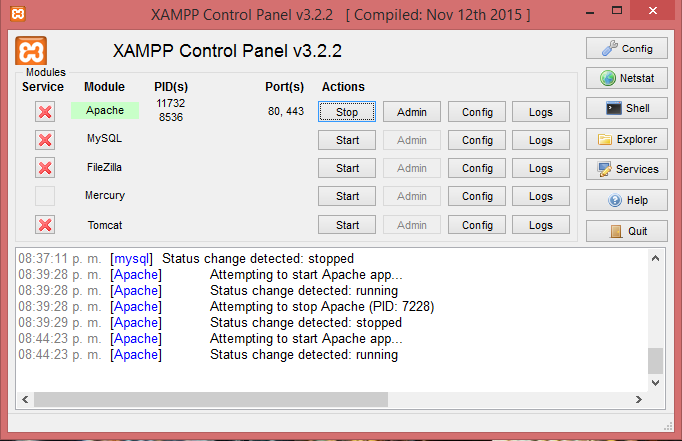 XAMPP Control Panel v3.2.2 [ Compiled: Nov 12th 2015 ]
XAMPP Control Panel v3.2.2
Config
Modules
Service Module PID(s) Port(s) Actions
Netstat
Apache 11732 8536 80, 443 Stop Admin Config Logs
Shell
MySQL Start Admin Config Logs
Explorer
FileZilla Start Admin Config Logs
Services
Mercury Start Admin Config Logs
Help
Tomcat Start Admin Config Logs
Quit
08:37:11 p. m. [mysql] Status change detected: stopped
08:39:28 p. m. [Apache] Attempting to start Apache app...
08:39:28 p. m. [Apache] Status change detected: running
08:39:28 p. m. [Apache] Attempting to stop Apache (PID: 7228)
08:39:29 p. m. [Apache] Status change detected: stopped
08:44:23 p. m. [Apache] Attempting to start Apache app...
08:44:23 p. m. [Apache] Status change detected: running